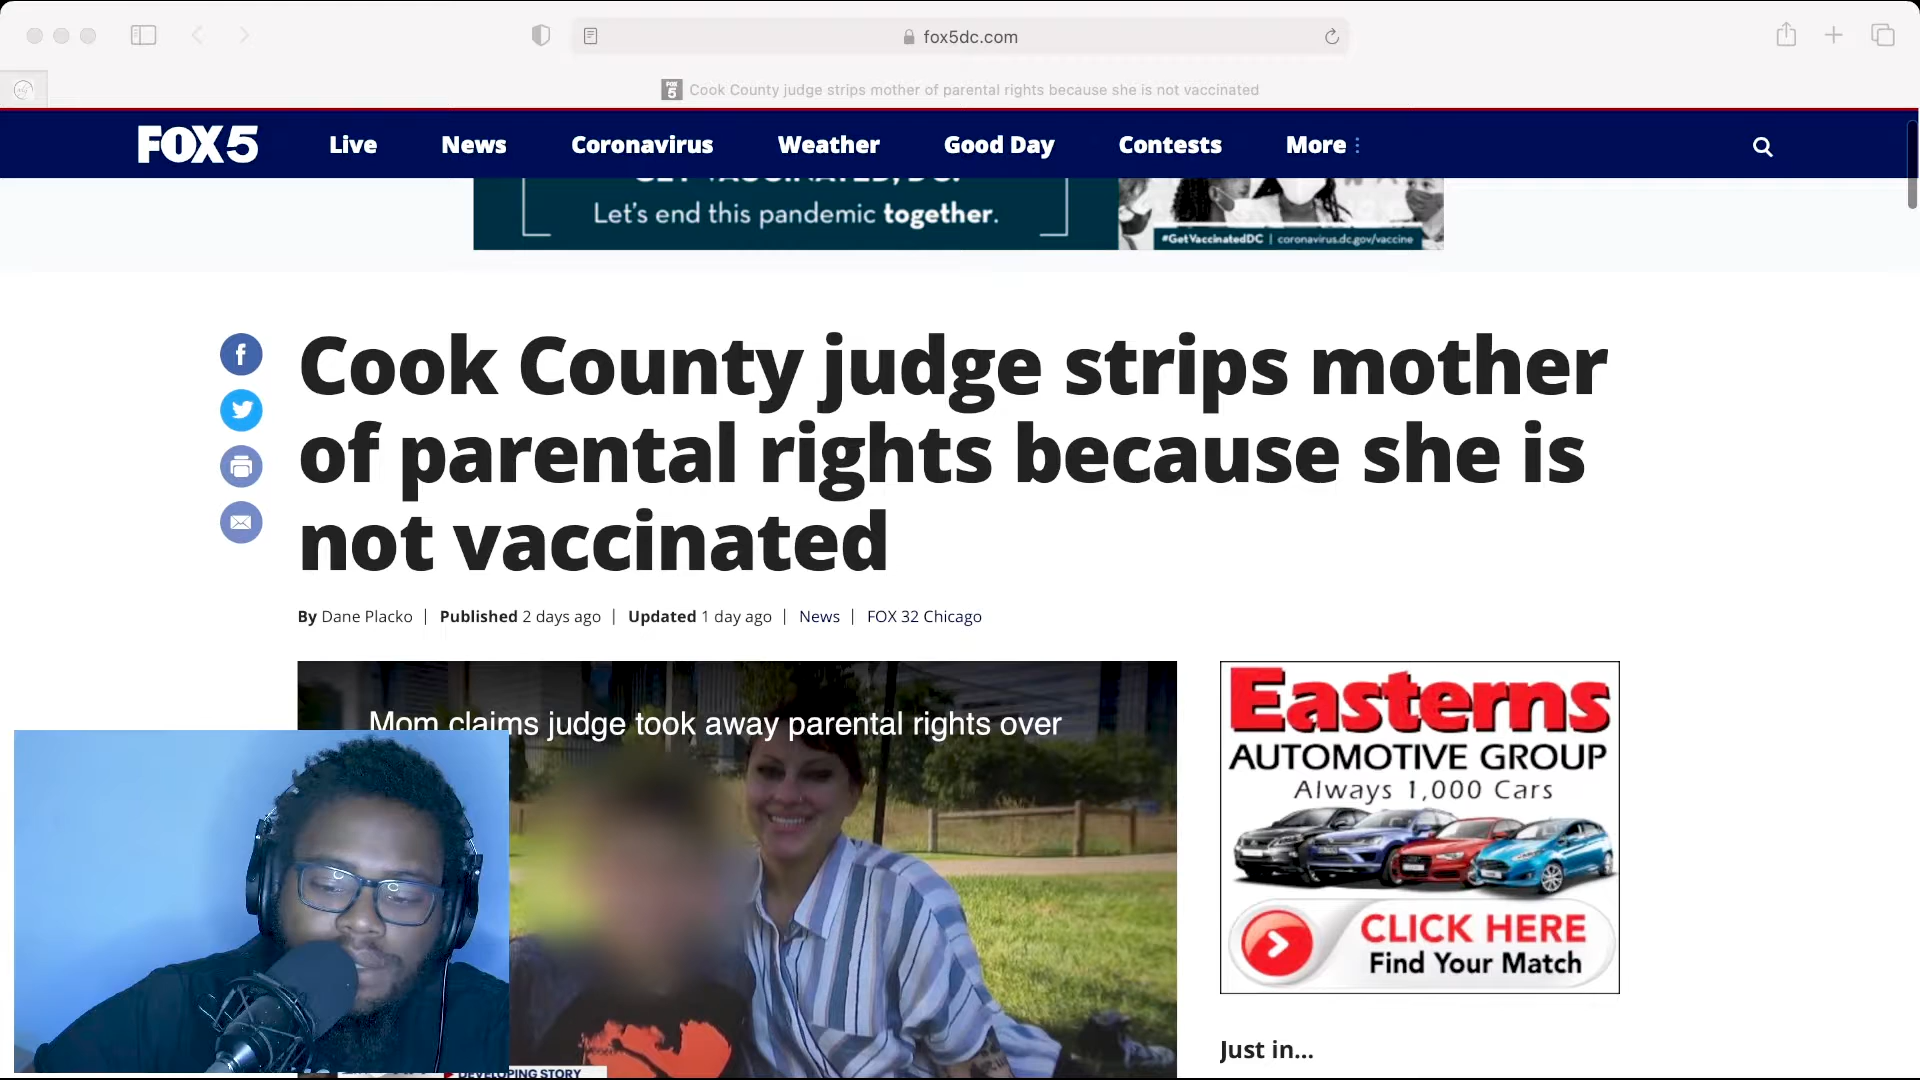 fox5dc.com
FOX 5
Cook County judge strips mother of parental rights because she is not vaccinated
FOX 5
Live
News
Coronavirus
Weather
Good Day
Contests
More
Let's end this pandemic together.
#GetVaccinatedDC | coronavirus.dc.gov/vaccine
Cook County judge strips mother
of parental rights because she is
not vaccinated
By Dane Placko | Published 2 days ago | Updated 1 day ago | News | FOX 32 Chicago
Mom claims judge took away parental rights over
DEVELOPING STORY
Easterns
AUTOMOTIVE GROUP
Always 1,000 Cars
CLICK HERE
Find Your Match
Just in...